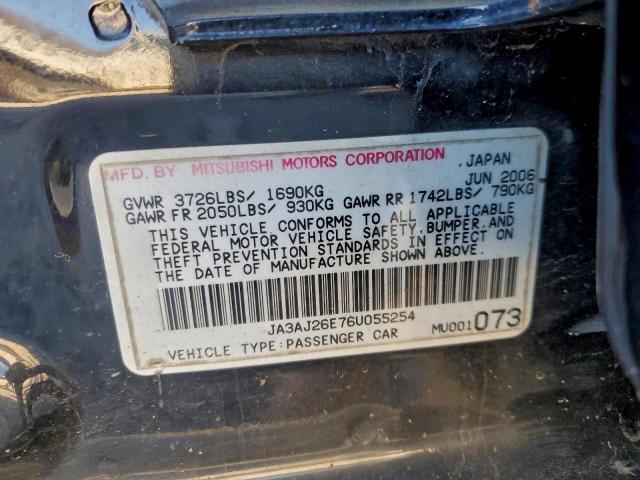 MFD. BY MITSUBISHI MOTORS CORPORATION .JAPAN
GVWR 3726LBS/ 1690KG JUN 2006
GAWR FR 2050LBS/ 930KG GAWR RR 1742LBS/ 790KG
THIS VEHICLE CONFORMS TO ALL APPLICABLE
FEDERAL MOTOR VEHICLE SAFETY,BUMPER,AND
THEFT PREVENTION STANDARDS IN EFFECT ON
THE DATE OF MANUFACTURE SHOWN ABOVE.
JA3AJ26E76U055254
VEHICLE TYPE:PASSENGER CAR MU001073